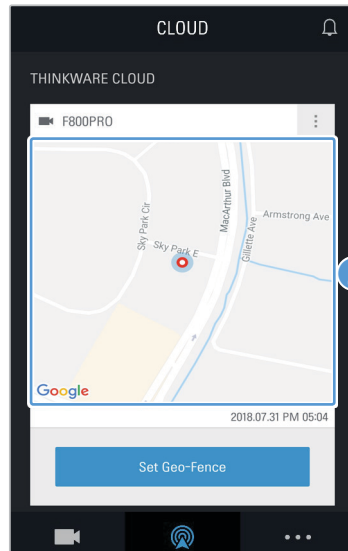 CLOUD
THINKWARE CLOUD
F800PRO
Sky Park Cir
Sky Park E
MacArthur Blvd
Gillette Ave
Armstrong Ave
Google
2018.07.31 PM 05:04
Set Geo-Fence